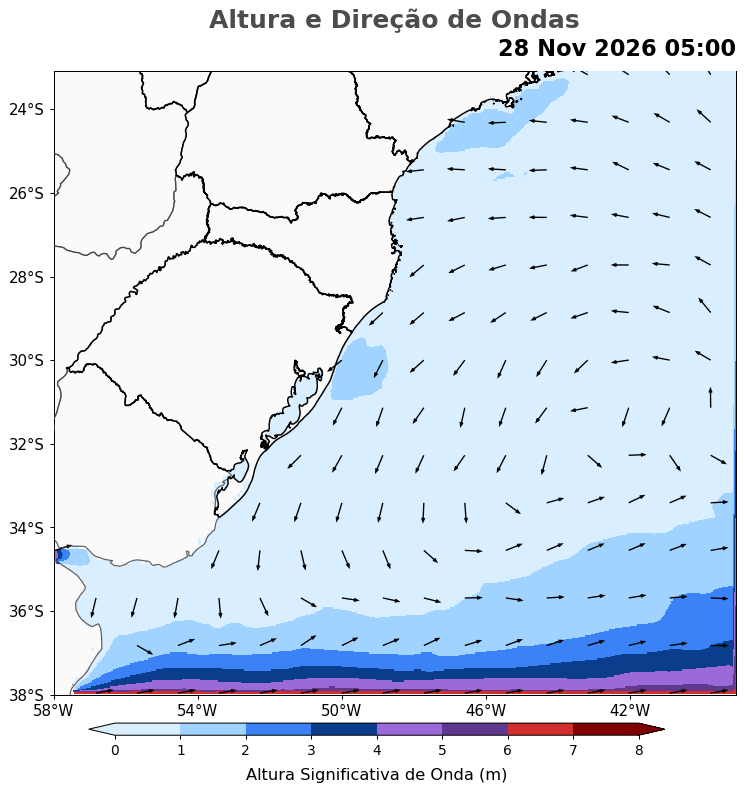 Altura e Direção de Ondas
28 Nov 2026 05:00
24°S
26°S
28°S
30°S
32°S
34°S
36°S
38°S
58°W 54°W 50°W 46°W 42°W
0 1 2 3 4 5 6 7 8
Altura Significativa de Onda (m)